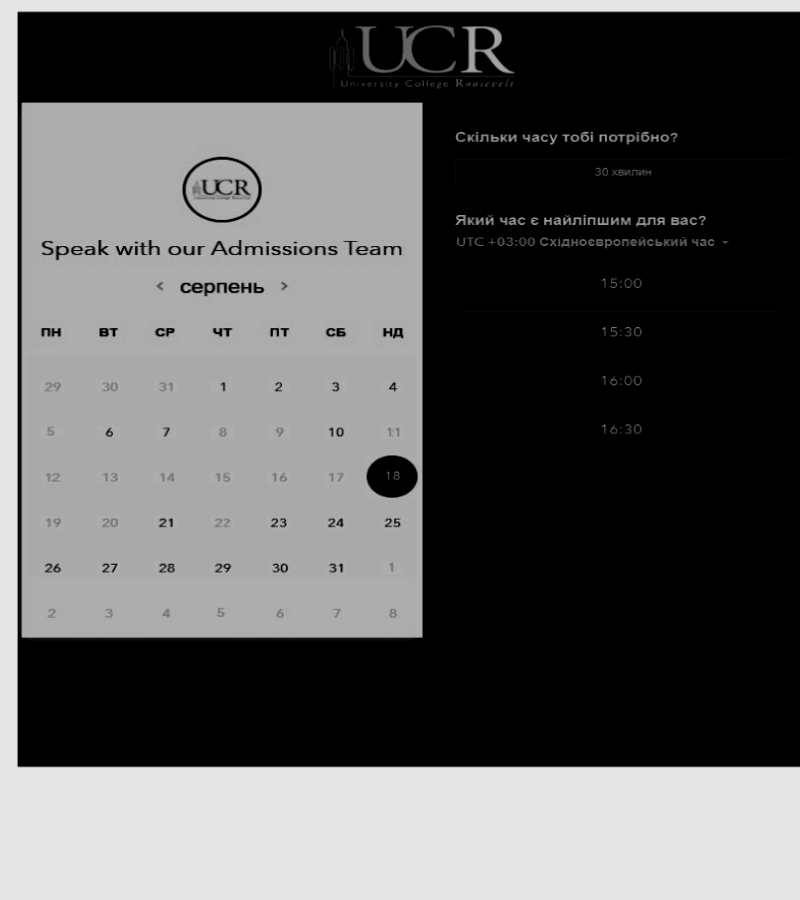 UCR
University College Roosevelt
UCR
Speak with our Admissions Team
< серпень >
ПН ВТ СР ЧТ ПТ СБ НД
29 30 31 1 2 3 4
5 6 7 8 9 10 11
12 13 14 15 16 17 18
19 20 21 22 23 24 25
26 27 28 29 30 31 1
2 3 4 5 6 7 8
Скільки часу тобі потрібно?
30 хвилин
Який час є найліпшим для вас?
UTC +03:00 Східноєвропейський час
15:00
15:30
16:00
16:30